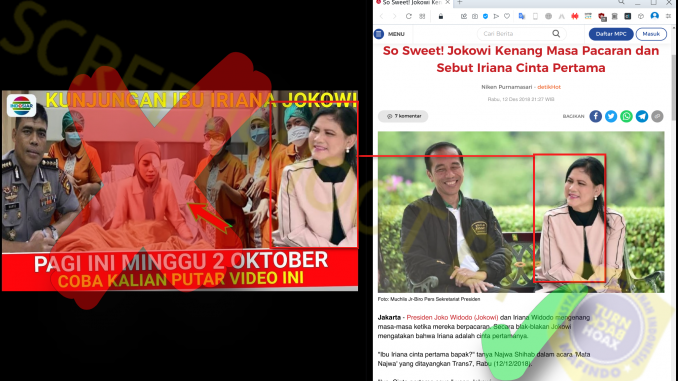 SCREEN
KUNJUNGAN IBU IRIANA JOKOWI
PAGI INI MINGGU 2 OKTOBER
COBA KALIAN PUTAR VIDEO INI
So Sweet! Jokowi Kenang Masa
MENU
Cari Berita
Daftar MPC
Masuk
So Sweet! Jokowi Kenang Masa Pacaran dan
Sebut Iriana Cinta Pertama
Niken Purnamasari - detikHot
Rabu, 12 Des 2018 21:37 WIB
7 komentar
BAGIKAN
Foto: Muchlis Jr-Biro Pers Sekretariat Presiden
Jakarta - Presiden Joko Widodo (Jokowi) dan Iriana Widodo mengenang
masa-masa ketika mereka berpacaran. Secara blak-blakan Jokowi
mengatakan bahwa Iriana adalah cinta pertamanya.
"Ibu Iriana cinta pertama bapak?" tanya Najwa Shihab dalam acara 'Mata
Najwa' yang ditayangkan Trans7, Rabu (12/12/2018).
TURN
BACK
HOAX
MAFINDO